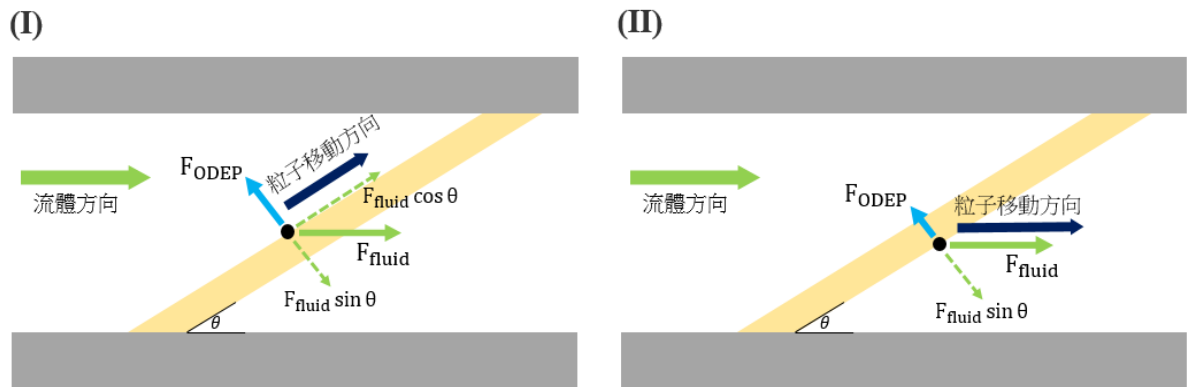 (I)
F_ODEP
粒子移動方向
流體方向
F_fluid cos θ
F_fluid
F_fluid sin θ
θ
(II)
F_ODEP
粒子移動方向
流體方向
F_fluid
F_fluid sin θ
θ